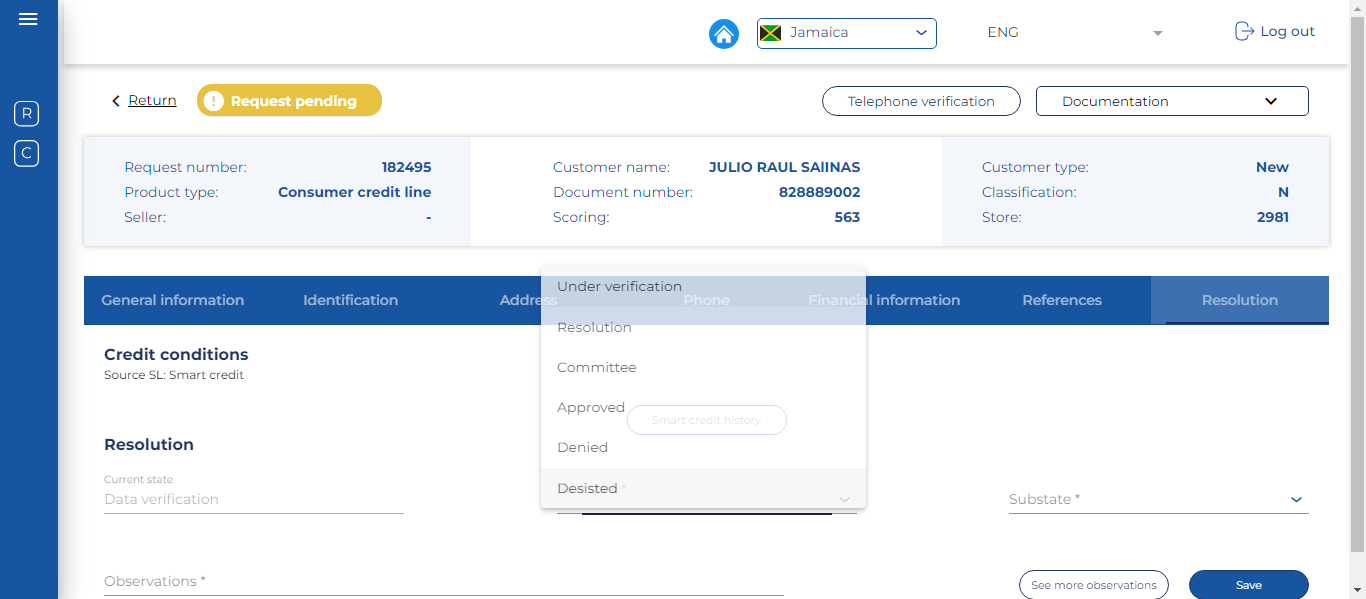 Jamaica
ENG
Log out
R
C
Return
! Request pending
Telephone verification
Documentation
Request number: 182495
Product type: Consumer credit line
Seller: -
Customer name: JULIO RAUL SAlINAS
Document number: 828889002
Scoring: 563
Customer type: New
Classification: N
Store: 2981
General information
Identification
Address
Phone
Financial information
References
Resolution
Credit conditions
Source SL: Smart credit
Under verification
Resolution
Committee
Approved
Denied
Desisted
Smart credit history
Resolution
Current state
Data verification
Substate *
Observations *
See more observations
Save